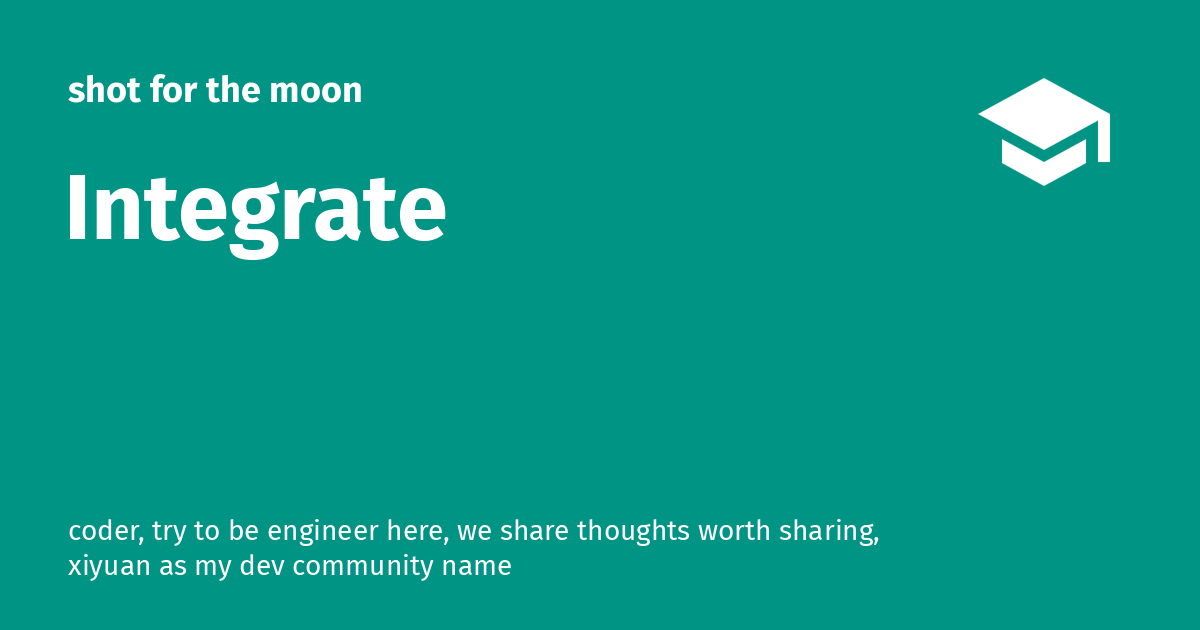 shot for the moon
Integrate
coder, try to be engineer here, we share thoughts worth sharing,
xiyuan as my dev community name